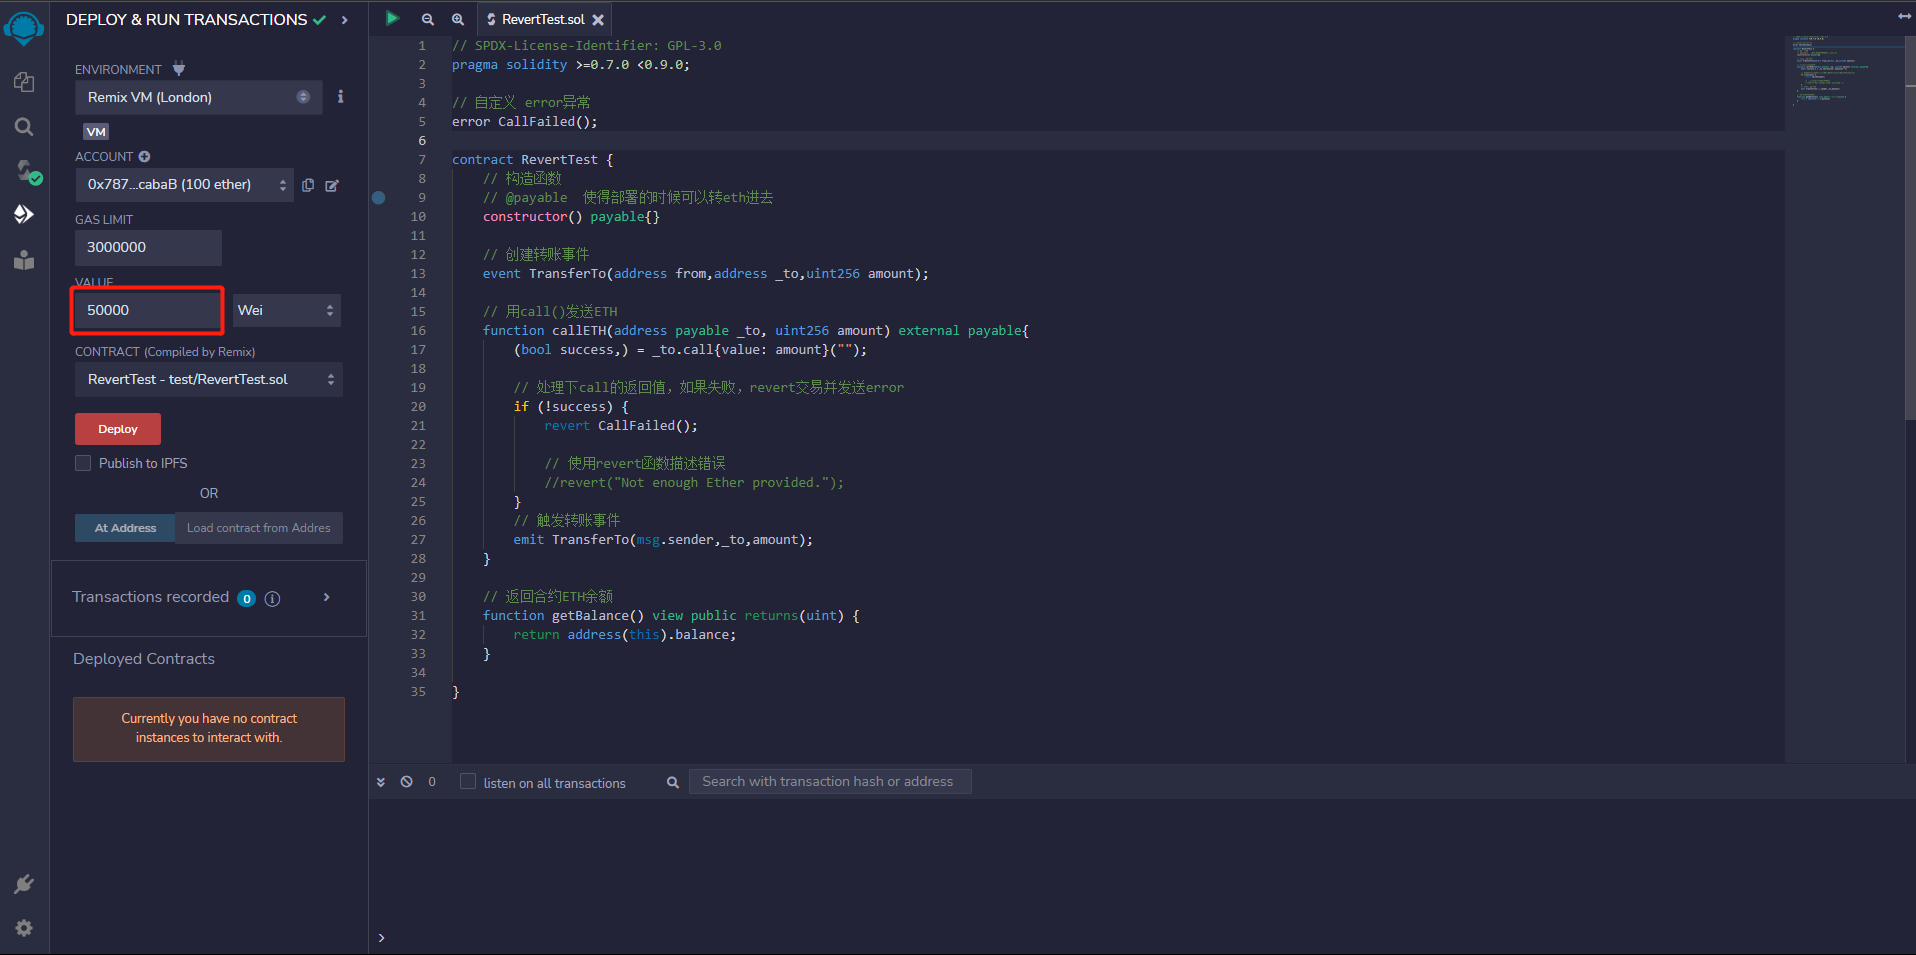 DEPLOY & RUN TRANSACTIONS
ENVIRONMENT
Remix VM (London)
VM
ACCOUNT
0x787...cabaB (100 ether)
GAS LIMIT
3000000
VALUE
50000
Wei
CONTRACT (Compiled by Remix)
RevertTest - test/RevertTest.sol
Deploy
Publish to IPFS
OR
At Address
Load contract from Addres
Transactions recorded 0
Deployed Contracts
Currently you have no contract
instances to interact with.
RevertTest.sol
1 // SPDX-License-Identifier: GPL-3.0
2 pragma solidity >=0.7.0 <0.9.0;
3
4 // 自定义 error异常
5 error CallFailed();
6
7 contract RevertTest {
8 // 构造函数
9 // @payable  使得部署的时候可以转eth进去
10 constructor() payable{}
11
12 // 创建转账事件
13 event TransferTo(address from,address _to,uint256 amount);
14
15 // 用call()发送ETH
16 function callETH(address payable _to, uint256 amount) external payable{
17 (bool success,) = _to.call{value: amount}("");
18
19 // 处理下call的返回值，如果失败，revert交易并发送error
20 if (!success) {
21 revert CallFailed();
22
23 // 使用revert函数描述错误
24 //revert("Not enough Ether provided.");
25 }
26 // 触发转账事件
27 emit TransferTo(msg.sender,_to,amount);
28 }
29
30 // 返回合约ETH余额
31 function getBalance() view public returns(uint) {
32 return address(this).balance;
33 }
34
35 }
0
listen on all transactions
Search with transaction hash or address
>